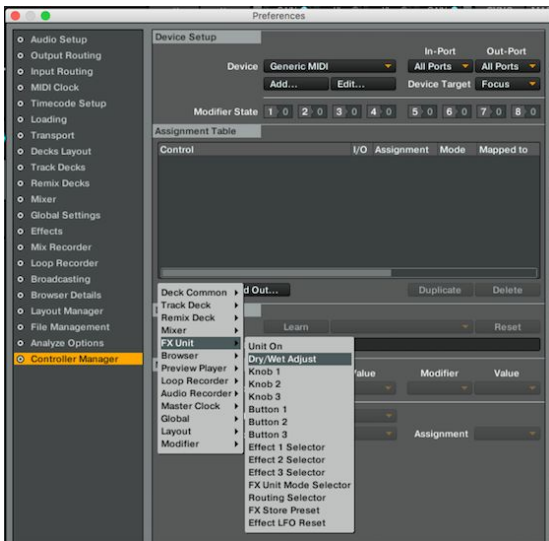 Preferences
Audio Setup
Output Routing
Input Routing
MIDI Clock
Timecode Setup
Loading
Transport
Decks Layout
Track Decks
Remix Decks
Mixer
Global Settings
Effects
Mix Recorder
Loop Recorder
Broadcasting
Browser Details
Layout Manager
File Management
Analyze Options
Controller Manager
Device Setup
In-Port Out-Port
Device Generic MIDI All Ports All Ports
Add... Edit... Device Target Focus
Modifier State 1 0 2 0 3 0 4 0 5 0 6 0 7 0 8 0
Assignment Table
Control I/O Assignment Mode Mapped to
d Out... Duplicate Delete
Learn Reset
Value Modifier Value
Assignment
Deck Common
Track Deck
Remix Deck
Mixer
FX Unit
Browser
Preview Player
Loop Recorder
Audio Recorder
Master Clock
Global
Layout
Modifier
Unit On
Dry/Wet Adjust
Knob 1
Knob 2
Knob 3
Button 1
Button 2
Button 3
Effect 1 Selector
Effect 2 Selector
Effect 3 Selector
FX Unit Mode Selector
Routing Selector
FX Store Preset
Effect LFO Reset